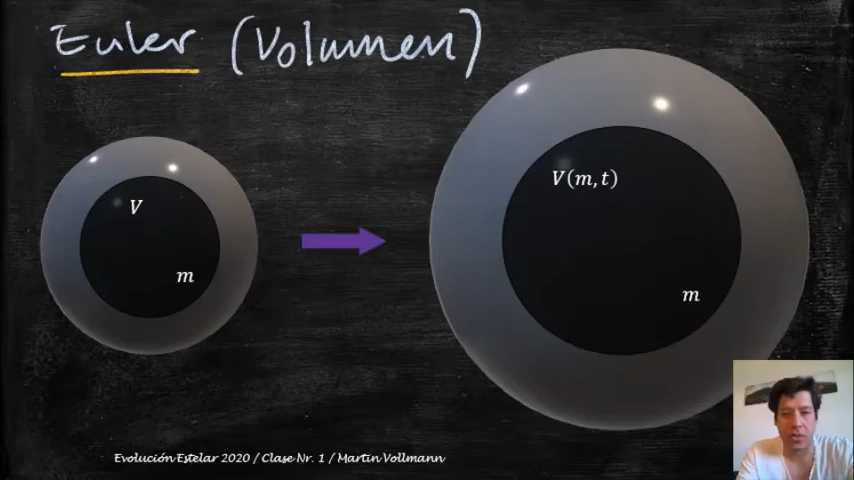 Euler (Volumen)
V
m
V(m,t)
m
Evolución Estelar 2020 / Clase Nr. 1 / Martin Vollmann